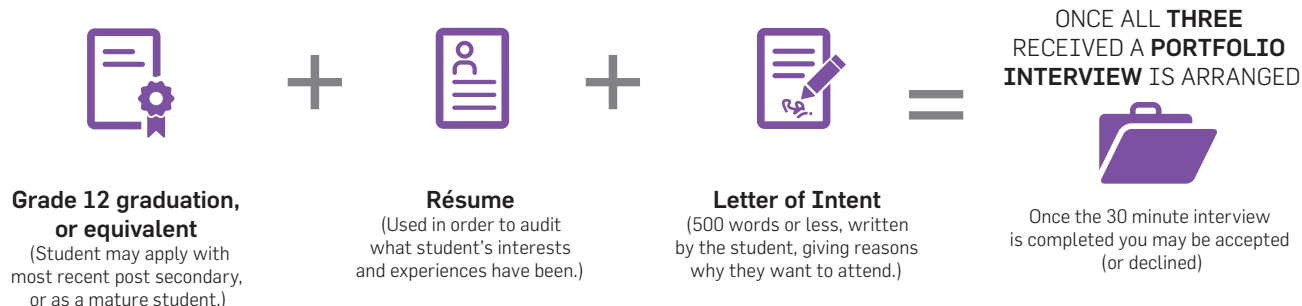 Grade 12 graduation,
or equivalent
(Student may apply with
most recent post secondary,
or as a mature student.)
Résume
(Used in order to audit
what student's interests
and experiences have been.)
Letter of Intent
(500 words or less, written
by the student, giving reasons
why they want to attend.)
ONCE ALL THREE
RECEIVED A PORTFOLIO
INTERVIEW IS ARRANGED
Once the 30 minute interview
is completed you may be accepted
(or declined)